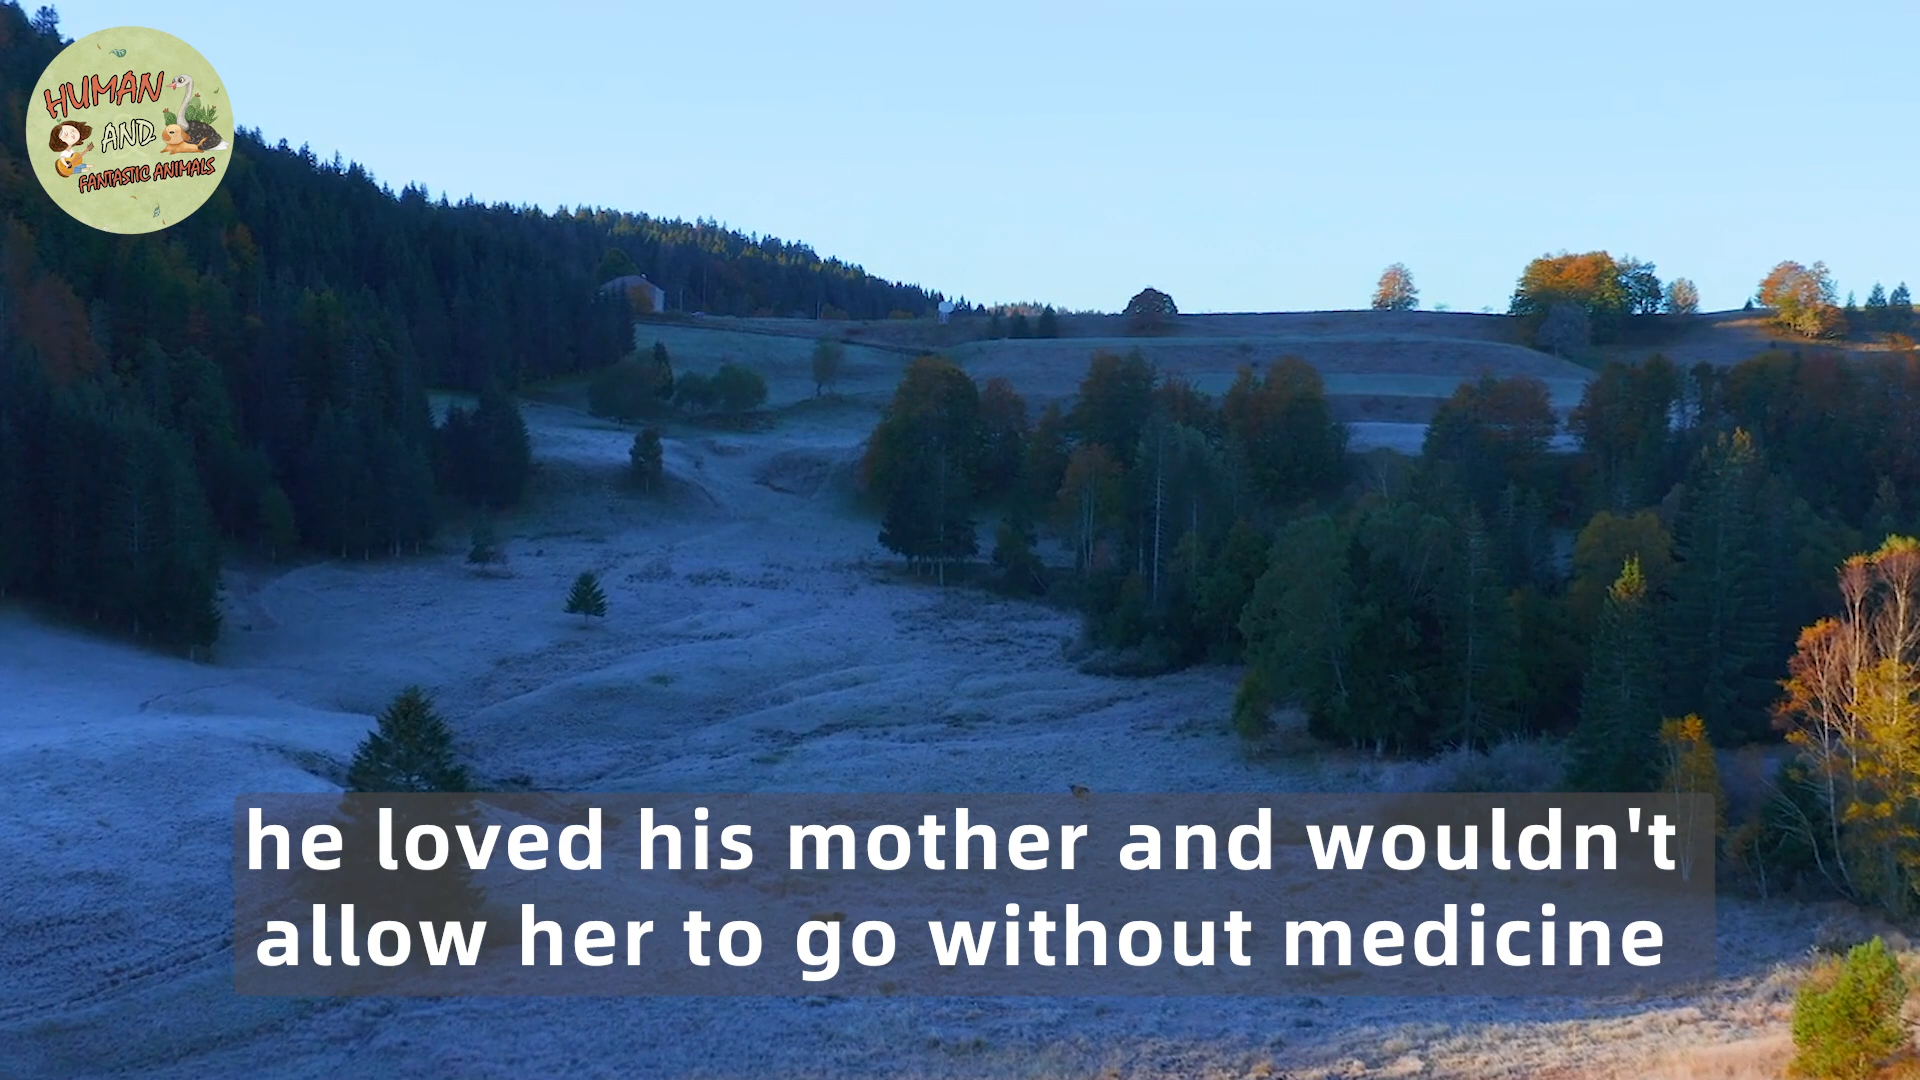 HUMAN
AND
FANTASTIC ANIMALS
he loved his mother and wouldn't
allow her to go without medicine